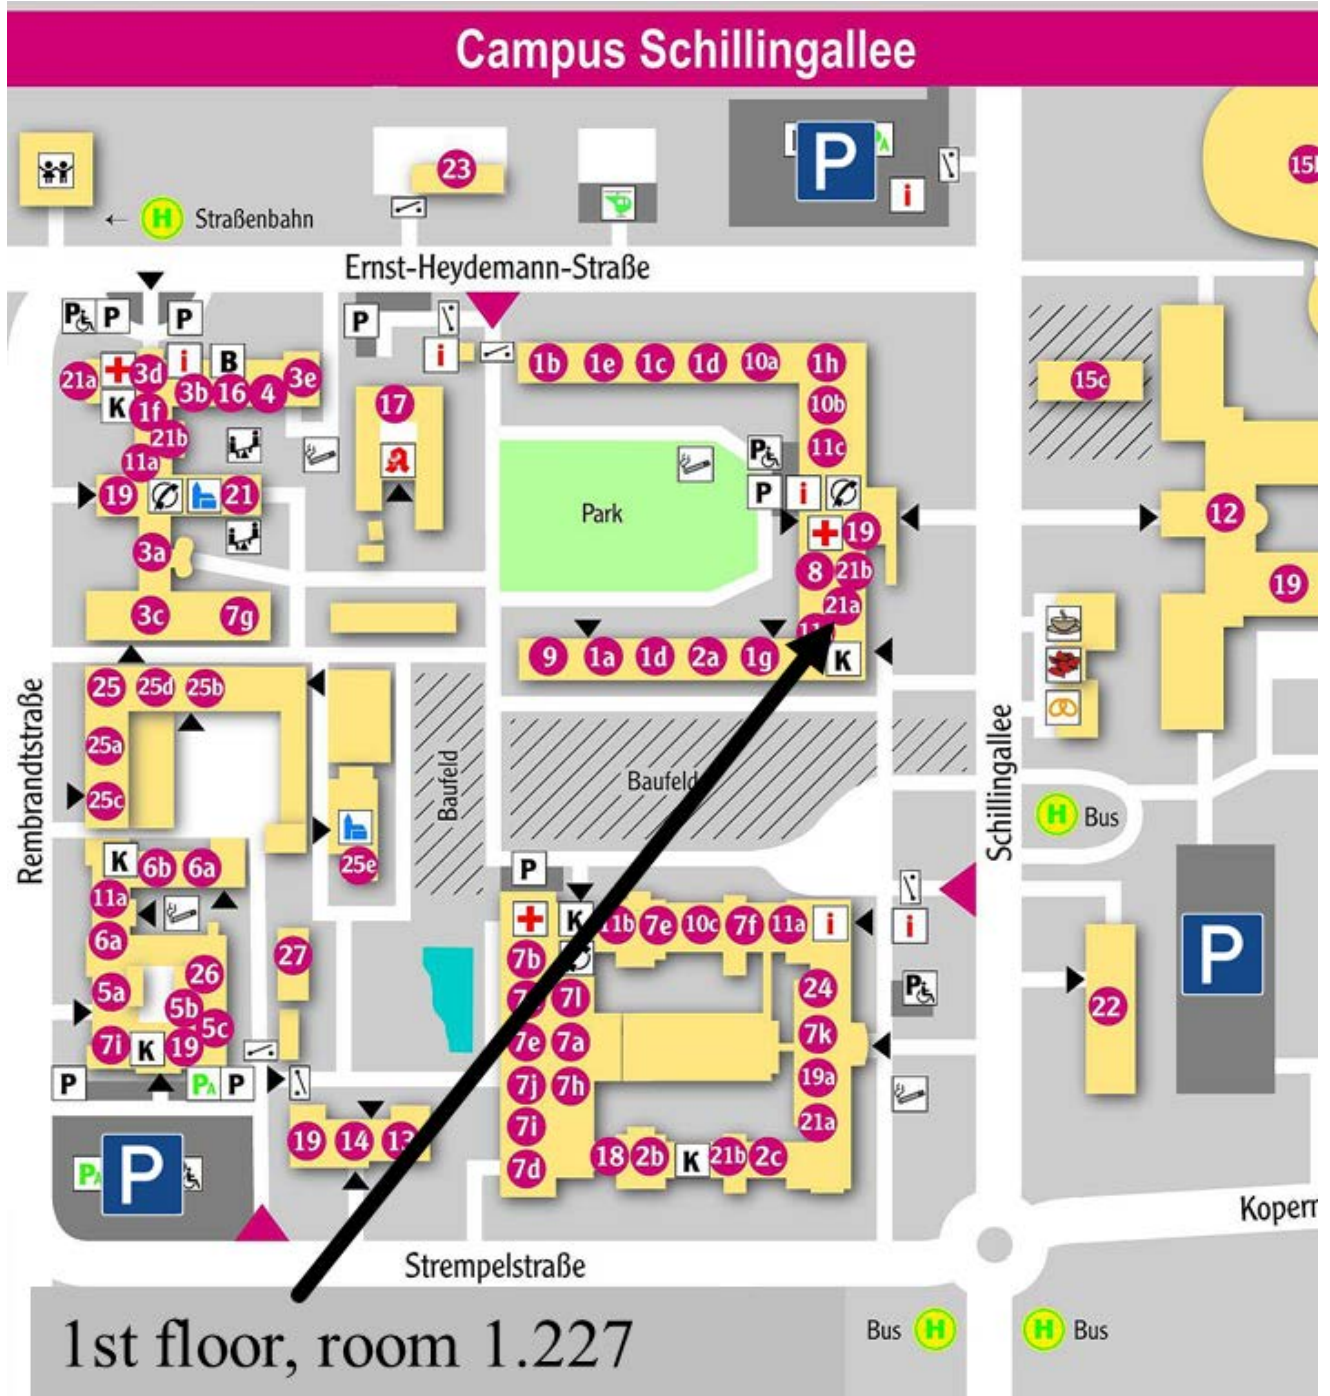 Campus Schillingallee
23
15b
P
i
← H Straßenbahn
Ernst-Heydemann-Straße
P P P
P i
21a 3d i B
3b 16 4 3e
K 1f
21b
11a
19 21
3a
3c 7g
17
1b 1e 1c 1d 10a 1h
10b
11c
P
P i
19
8 21b
21a
K
9 1a 1d 2a 1g
Park
15c
12
19
Rembrandtstraße
25 25d 25b
25a
25c
25e
Baufeld
Baufeld
Schillingallee
H Bus
K 6b 6a
11a
6a
26
5a 5b
5c
7i K 19
27
P PA P
PA P
19 14 13
P
K 11b 7e 10c 7f 11a i
i
P
7b
7l
7e 7a
7j 7h
7i
7d
24
7k
19a
21a
18 2b K 21b 2c
22
P
Strempelstraße
Bus H H Bus
1st floor, room 1.227